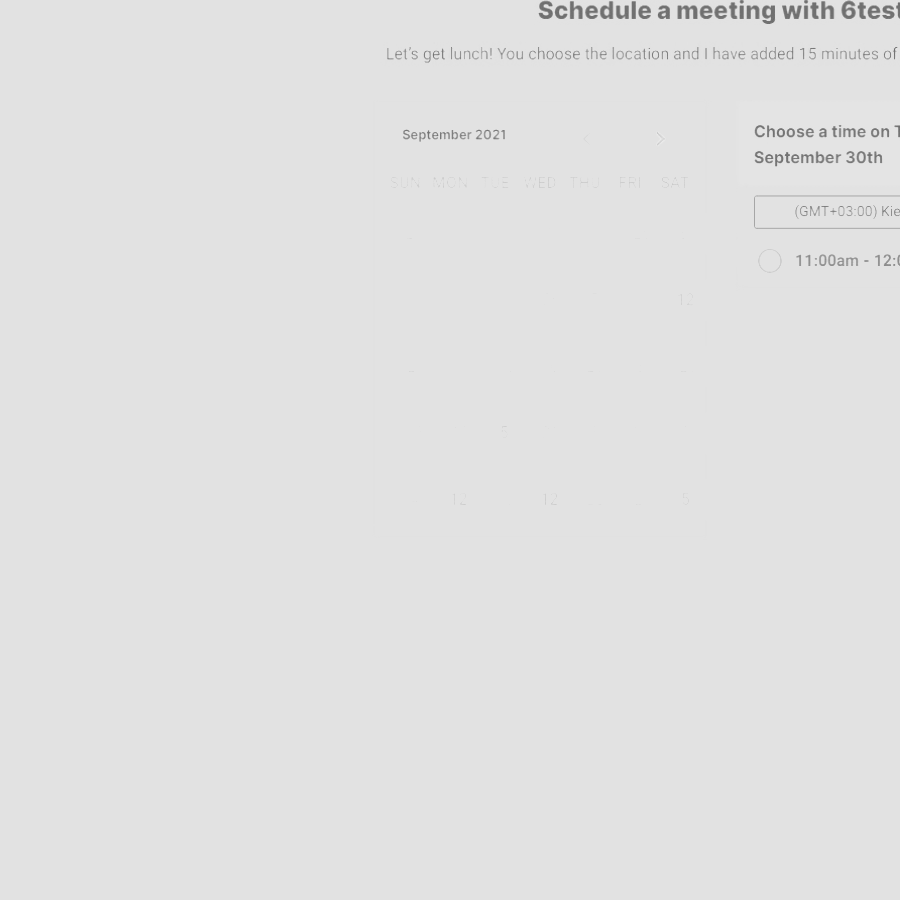 Schedule a meeting with 6test
Let's get lunch! You choose the location and I have added 15 minutes of
September 2021
SUN MON TUE WED THU FRI SAT
12
12 12 5
Choose a time on T
September 30th
(GMT+03:00) Kie
11:00am - 12:0